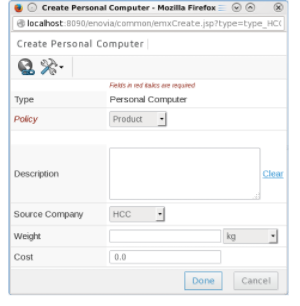 Create Personal Computer - Mozilla Firefox
localhost:8090/enovia/common/emxCreate.jsp?type=type_HCC
Create Personal Computer
Fields in red italics are required
Type Personal Computer
Policy Product
Description Clear
Source Company HCC
Weight kg
Cost 0.0
Done Cancel